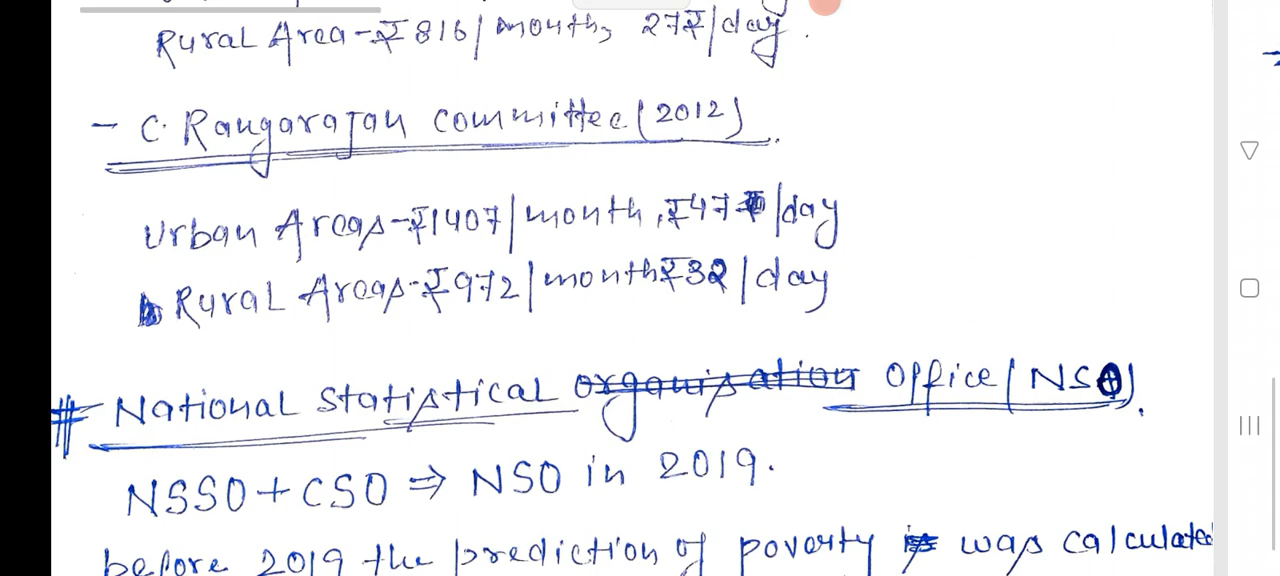 Rural Area-₹816/month, 27₹/day.
- C. Rangarajan committee(2012)
Urban Areas-₹1407/month, ₹47/day
Rural Areas-₹972/month ₹32/day
# National Statistical organisation Office(NSO).
NSSO+CSO ⇒ NSO in 2019.
before 2019 the prediction of poverty is was calculated